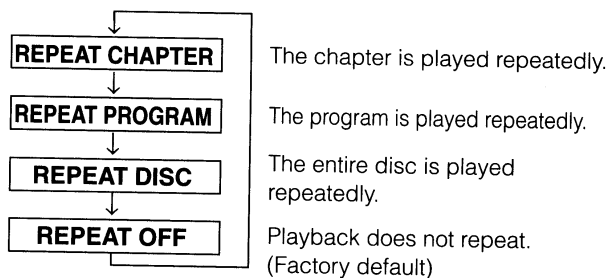 REPEAT CHAPTER
The chapter is played repeatedly.
REPEAT PROGRAM
The program is played repeatedly.
REPEAT DISC
The entire disc is played
repeatedly.
REPEAT OFF
Playback does not repeat.
(Factory default)